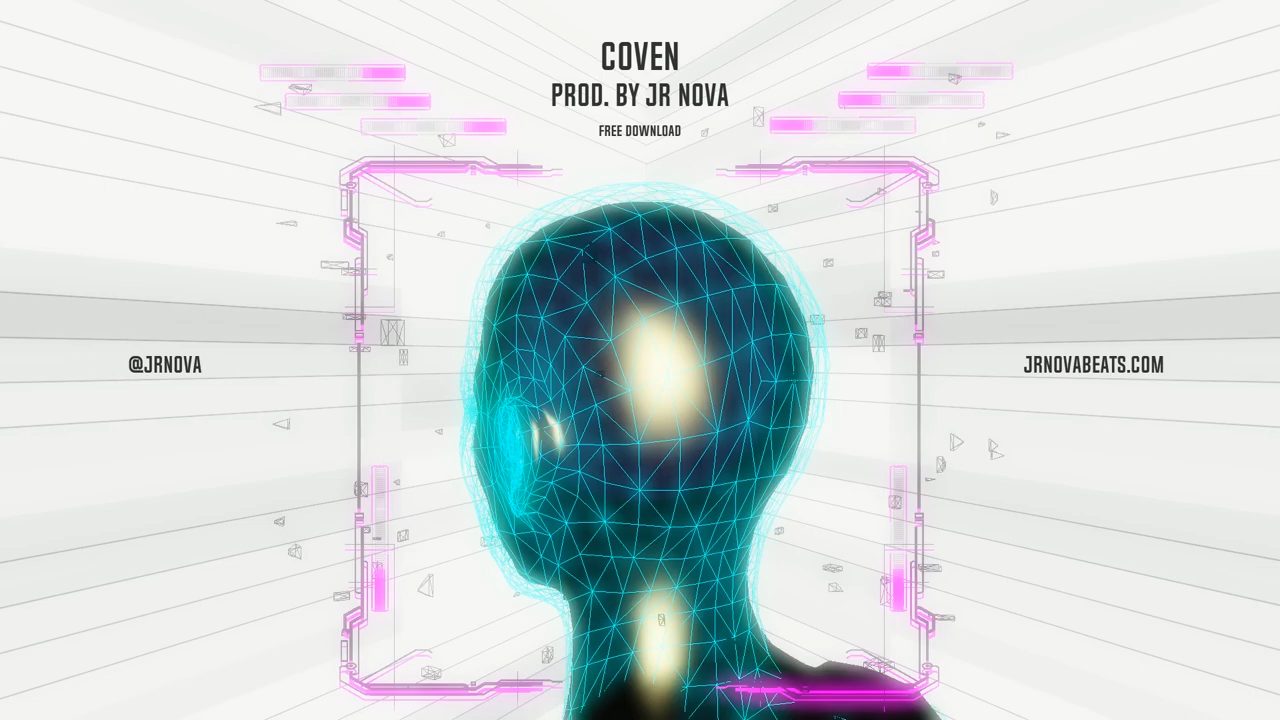 COVEN
PROD. BY JR NOVA
FREE DOWNLOAD
@JRNOVA
JRNOVABEATS.COM